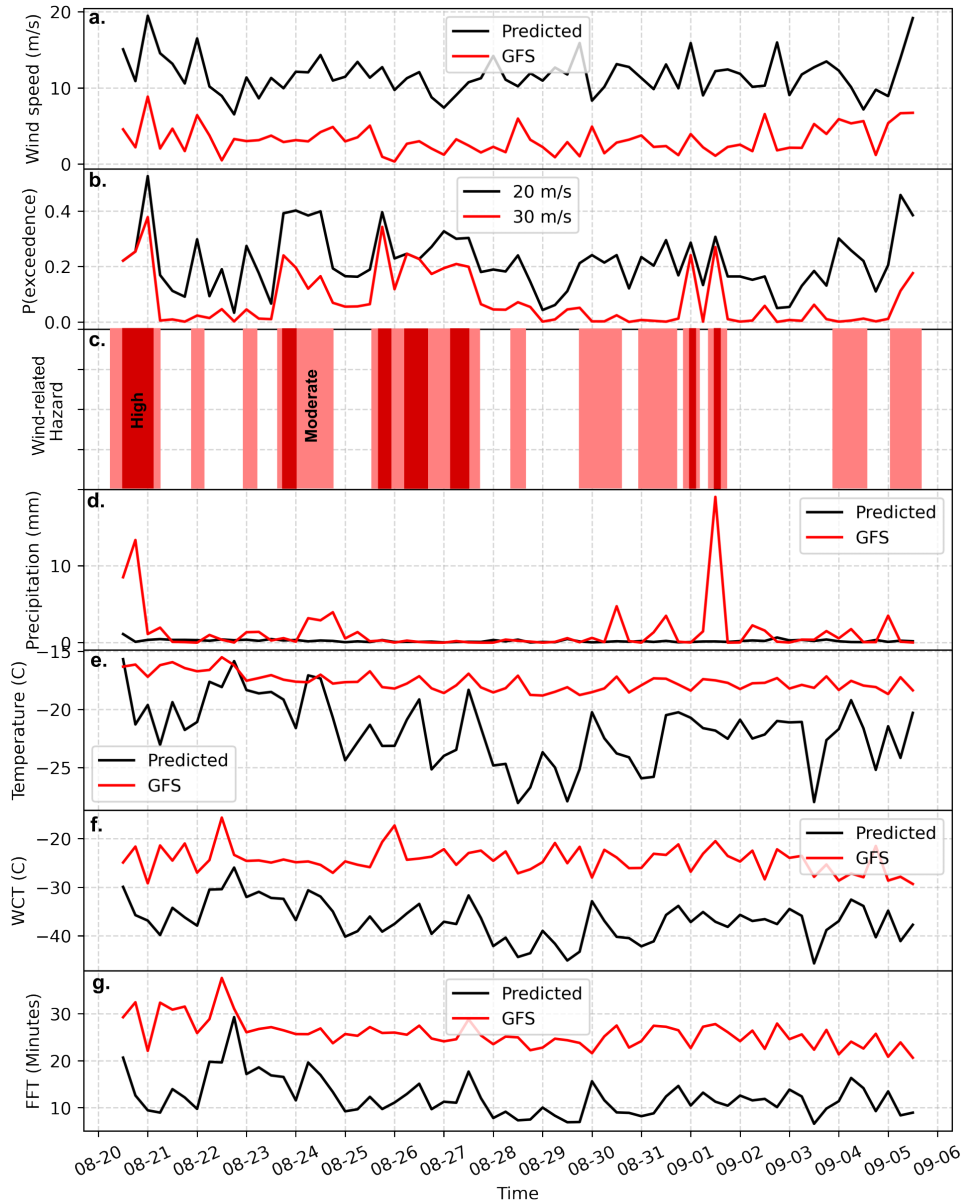 a.
Wind speed (m/s)
20
10
0
Predicted
GFS
b.
P(exceedence)
0.4
0.2
0.0
20 m/s
30 m/s
c.
Wind-related
Hazard
High
Moderate
d.
Precipitation (mm)
10
0
Predicted
GFS
e.
Temperature (C)
−15
−20
−25
Predicted
GFS
f.
WCT (C)
−20
−30
−40
Predicted
GFS
g.
FFT (Minutes)
30
20
10
Predicted
GFS
08-20
08-21
08-22
08-23
08-24
08-25
08-26
08-27
08-28
08-29
08-30
08-31
09-01
09-02
09-03
09-04
09-05
09-06
Time